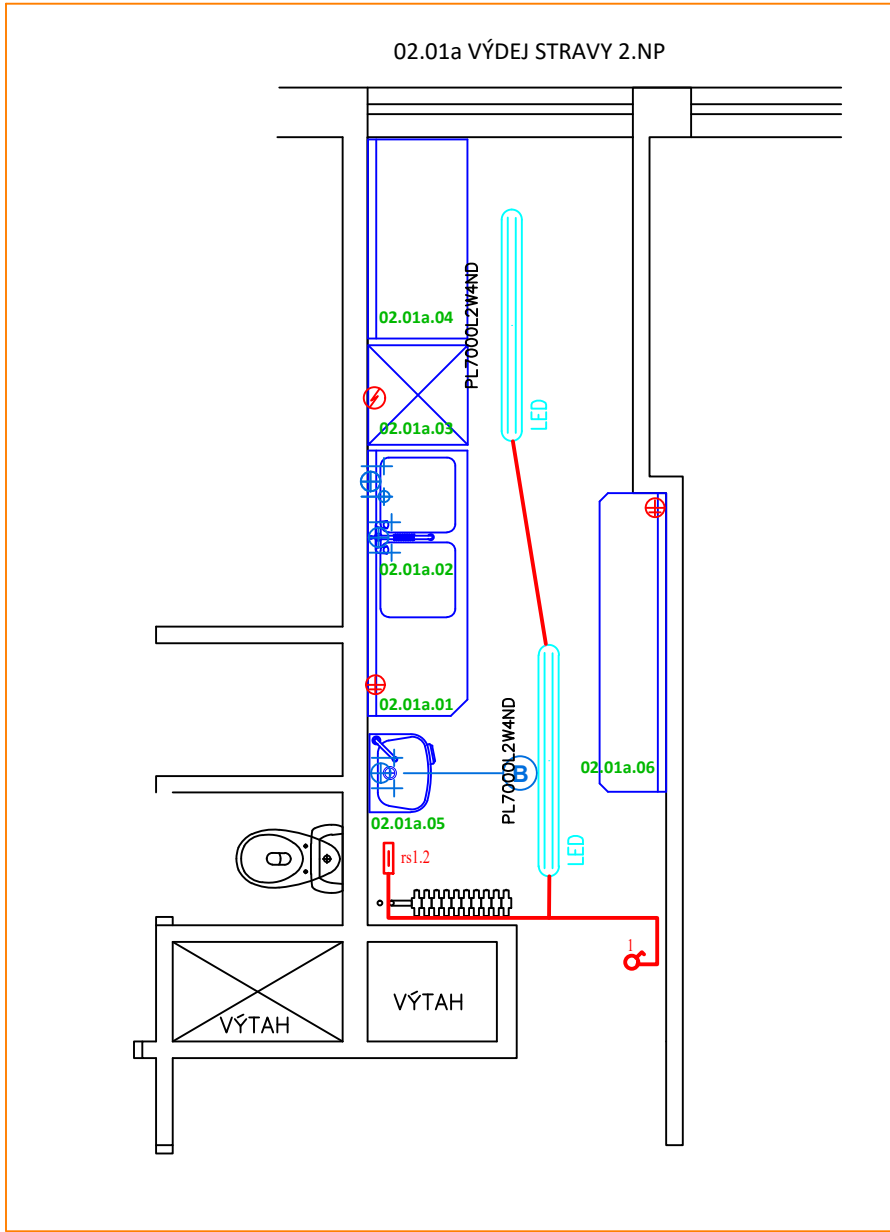 02.01a VÝDEJ STRAVY 2.NP
PL7000L2W4ND
02.01a.04
LED
02.01a.03
02.01a.02
02.01a.01
PL7000L2W4ND
B
02.01a.06
02.01a.05
LED
rs1.2
1
VÝTAH
VÝTAH